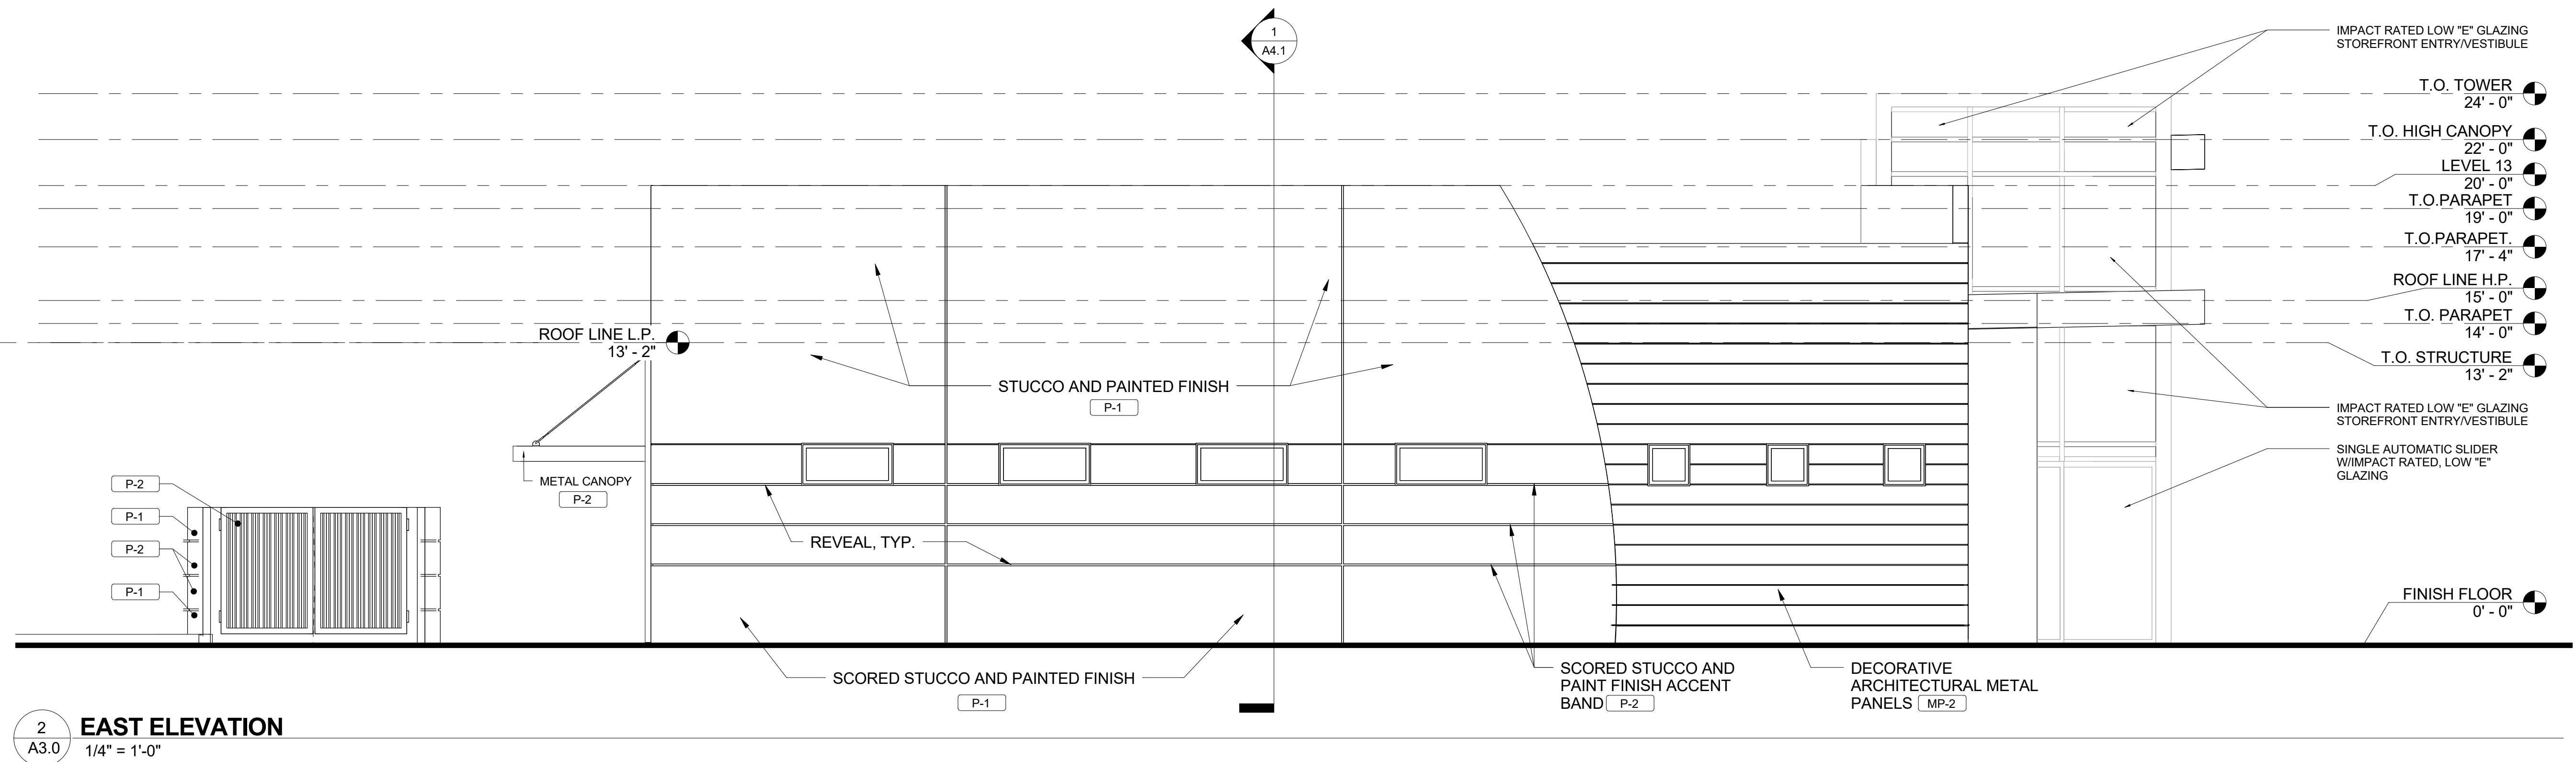 1
A4.1
IMPACT RATED LOW "E" GLAZING
STOREFRONT ENTRY/VESTIBULE
T.O. TOWER
24' - 0"
T.O. HIGH CANOPY
22' - 0"
LEVEL 13
20' - 0"
T.O.PARAPET
19' - 0"
T.O.PARAPET.
17' - 4"
ROOF LINE H.P.
15' - 0"
T.O. PARAPET
14' - 0"
T.O. STRUCTURE
13' - 2"
ROOF LINE L.P.
13' - 2"
STUCCO AND PAINTED FINISH
P-1
IMPACT RATED LOW "E" GLAZING
STOREFRONT ENTRY/VESTIBULE
SINGLE AUTOMATIC SLIDER
W/IMPACT RATED, LOW "E"
GLAZING
METAL CANOPY
P-2
P-2
P-1
P-2
P-1
REVEAL, TYP.
FINISH FLOOR
0' - 0"
SCORED STUCCO AND PAINTED FINISH
P-1
SCORED STUCCO AND
PAINT FINISH ACCENT
BAND P-2
DECORATIVE
ARCHITECTURAL METAL
PANELS MP-2
2
A3.0
EAST ELEVATION
1/4" = 1'-0"